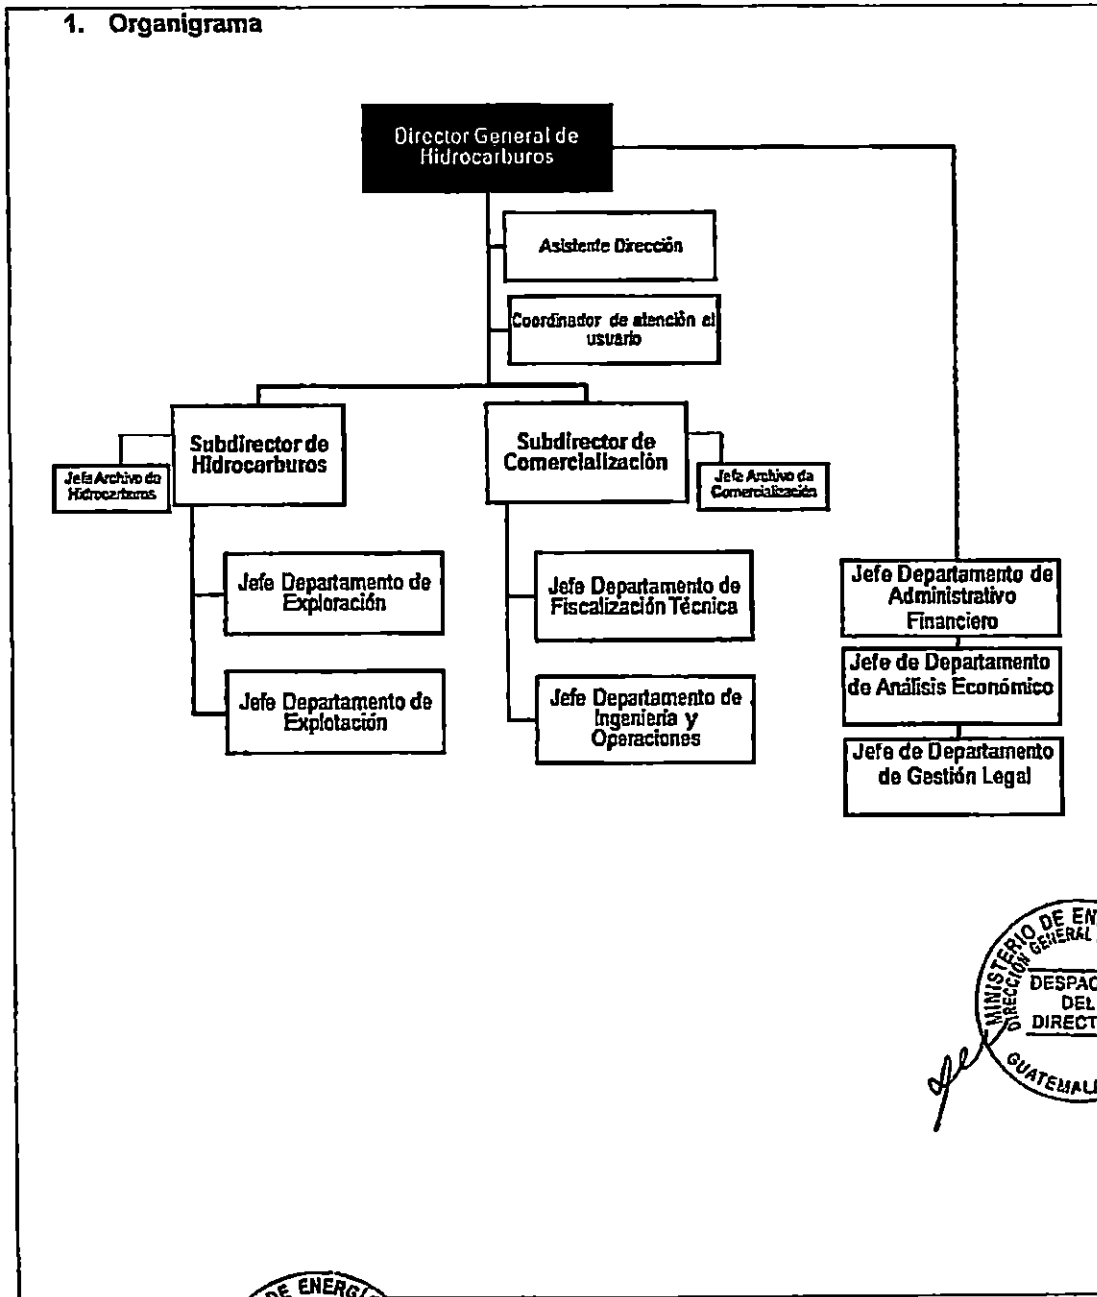 1. Organigrama
Director General de
Hidrocarburos
Asistente Dirección
Coordinador de atención al
usuario
Subdirector de
Hidrocarburos
Subdirector de
Comercialización
Jefe Archivo de
Hidrocarburos
Jefe Archivo de
Comercialización
Jefe Departamento de
Exploración
Jefe Departamento de
Fiscalización Técnica
Jefe Departamento de
Administrativo
Financiero
Jefe de Departamento
de Análisis Económico
Jefe Departamento de
Explotación
Jefe Departamento de
Ingeniería y
Operaciones
Jefe de Departamento
de Gestión Legal
MINISTERIO DE EN
DIRECCIÓN GENERAL
DESPAC
DEL
DIRECT
GUATEMAL
DE ENERGÍ